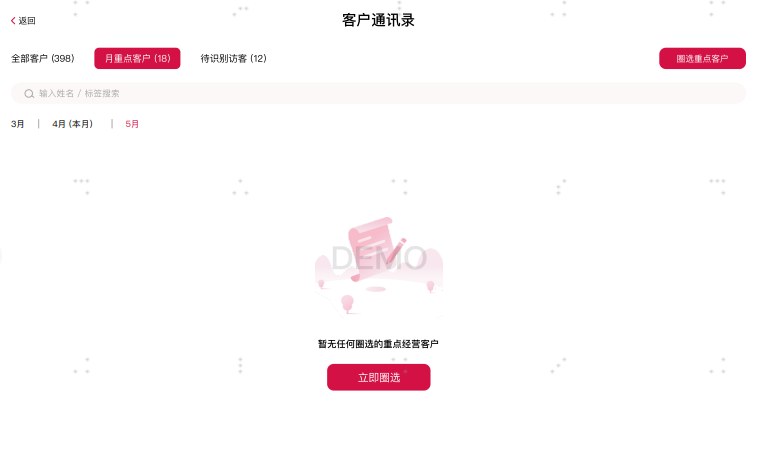 返回
客户通讯录
全部客户 (398)
月重点客户 (18)
待识别访客 (12)
圈选重点客户
输入姓名 / 标签搜索
3月 | 4月 (本月) | 5月
DEMO
暂无任何圈选的重点经营客户
立即圈选